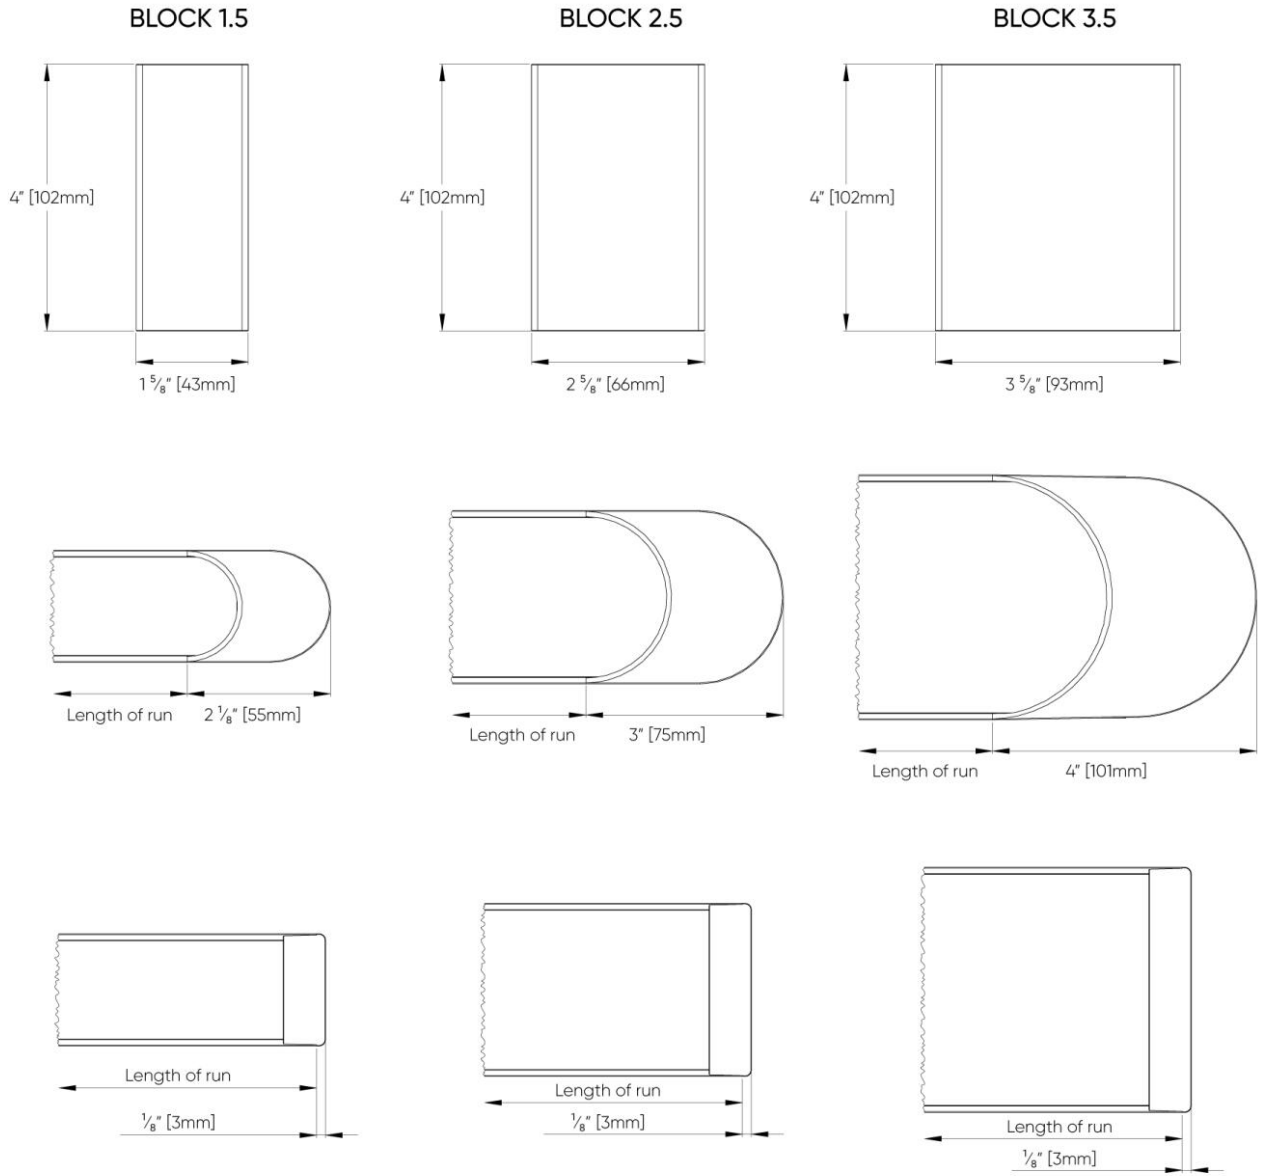 BLOCK 1.5
BLOCK 2.5
BLOCK 3.5
4″ [102mm]
4″ [102mm]
4″ [102mm]
1 ⅝″ [43mm]
2 ⅝″ [66mm]
3 ⅝″ [93mm]
Length of run
2 ⅛″ [55mm]
Length of run
3″ [75mm]
Length of run
4″ [101mm]
Length of run
⅛″ [3mm]
Length of run
⅛″ [3mm]
Length of run
⅛″ [3mm]